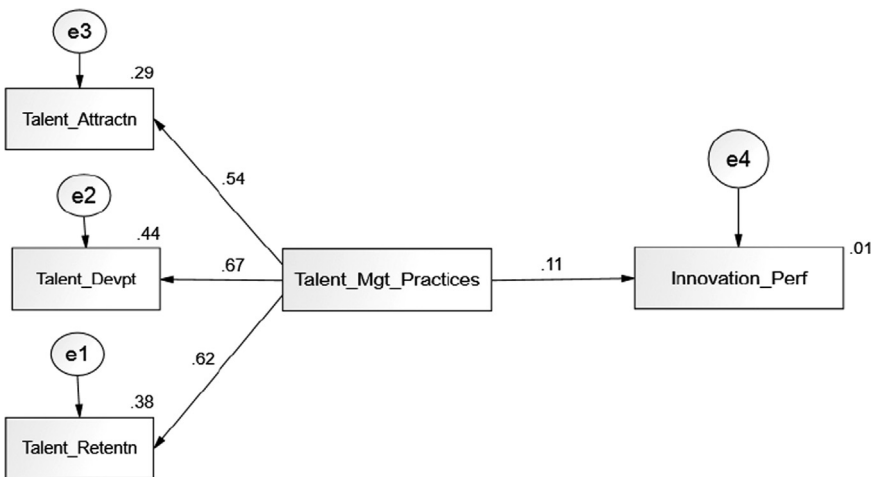 e3
.29
Talent_Attractn
.54
e4
e2
.44
.01
Talent_Devpt
.67
Talent_Mgt_Practices
.11
Innovation_Perf
e1
.62
.38
Talent_Retentn